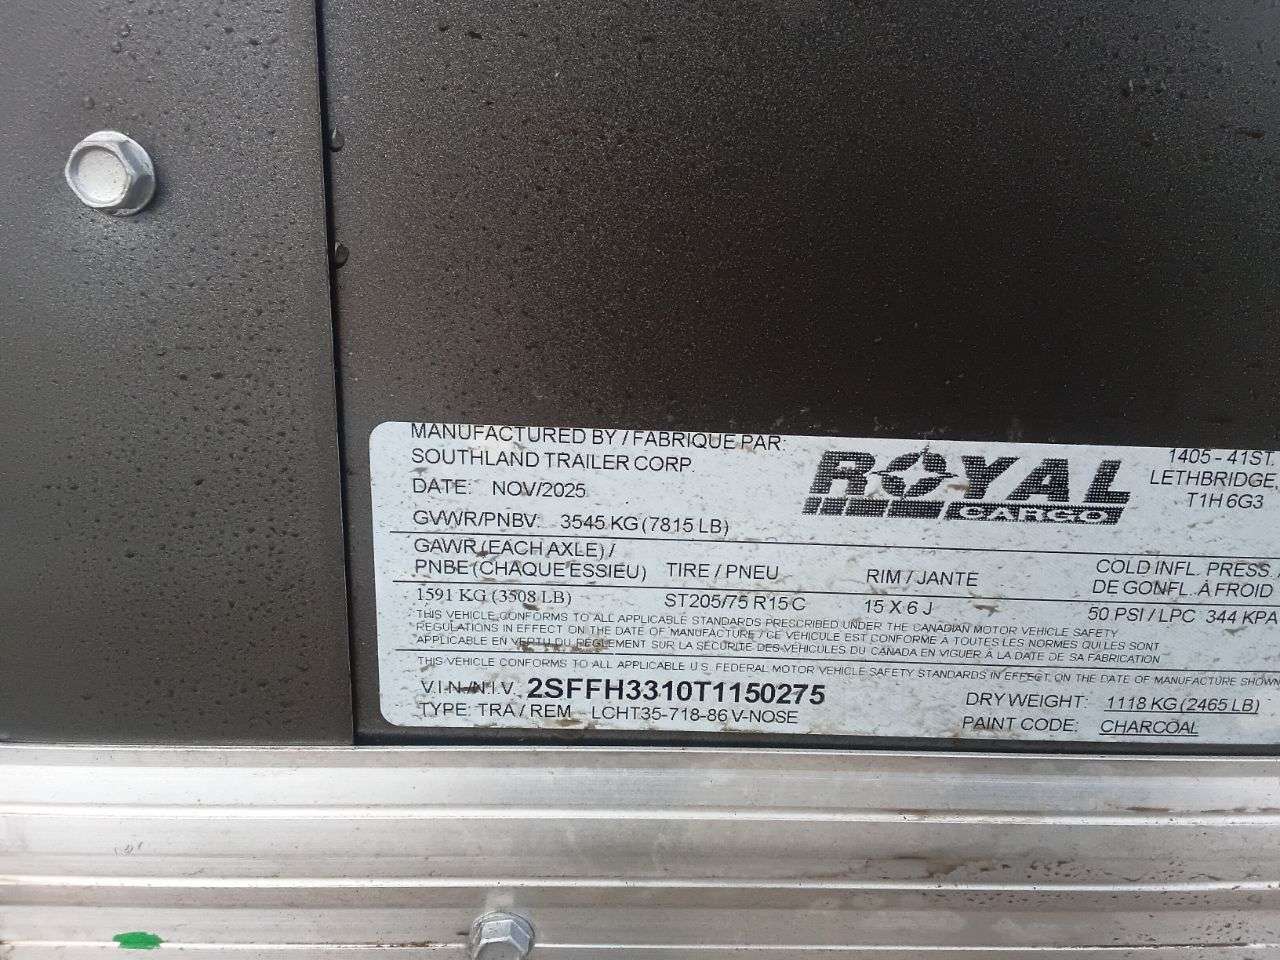 MANUFACTURED BY / FABRIQUE PAR:
SOUTHLAND TRAILER CORP.
DATE: NOV/2025
ROYAL
CARGO
1405 - 41ST.
LETHBRIDGE,
T1H 6G3
GVWR/PNBV: 3545 KG (7815 LB)
GAWR (EACH AXLE) /
PNBE (CHAQUE ESSIEU) TIRE / PNEU RIM / JANTE COLD INFL. PRESS. /
DE GONFL. À FROID
1591 KG (3508 LB) ST205/75 R15 C 15 X 6 J 50 PSI / LPC 344 KPA
THIS VEHICLE CONFORMS TO ALL APPLICABLE STANDARDS PRESCRIBED UNDER THE CANADIAN MOTOR VEHICLE SAFETY
REGULATIONS IN EFFECT ON THE DATE OF MANUFACTURE / CE VÉHICULE EST CONFORME À TOUTES LES NORMES QUI LES SONT
APPLICABLE EN VERTU DU RÈGLEMENT SUR LA SÉCURITÉ DES VÉHICULES DU CANADA EN VIGUER À LA DATE DE SA FABRICATION
THIS VEHICLE CONFORMS TO ALL APPLICABLE U.S. FEDERAL MOTOR VEHICLE SAFETY STANDARDS IN EFFECT ON THE DATE OF MANUFACTURE SHOWN
V.I.N./N.I.V. 2SFFH3310T1150275 DRY WEIGHT: 1118 KG (2465 LB)
TYPE: TRA / REM LCHT35-718-86 V-NOSE PAINT CODE: CHARCOAL